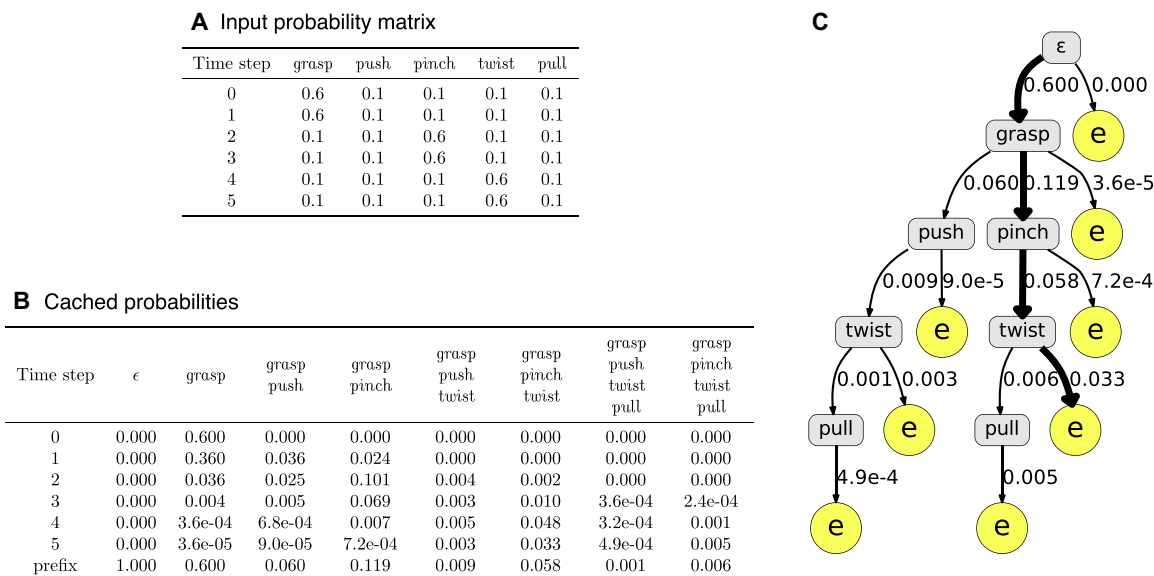 A Input probability matrix
Time step grasp push pinch twist pull
0 0.6 0.1 0.1 0.1 0.1
1 0.6 0.1 0.1 0.1 0.1
2 0.1 0.1 0.6 0.1 0.1
3 0.1 0.1 0.6 0.1 0.1
4 0.1 0.1 0.1 0.6 0.1
5 0.1 0.1 0.1 0.6 0.1
B Cached probabilities
Time step ϵ grasp grasp push grasp pinch grasp push twist grasp pinch twist grasp push twist pull grasp pinch twist pull
0 0.000 0.600 0.000 0.000 0.000 0.000 0.000 0.000
1 0.000 0.360 0.036 0.024 0.000 0.000 0.000 0.000
2 0.000 0.036 0.025 0.101 0.004 0.002 0.000 0.000
3 0.000 0.004 0.005 0.069 0.003 0.010 3.6e-04 2.4e-04
4 0.000 3.6e-04 6.8e-04 0.007 0.005 0.048 3.2e-04 0.001
5 0.000 3.6e-05 9.0e-05 7.2e-04 0.003 0.033 4.9e-04 0.005
prefix 1.000 0.600 0.060 0.119 0.009 0.058 0.001 0.006
C
ε
0.600 0.000
grasp e
0.060 0.119 3.6e-5
push pinch e
0.009 9.0e-5 0.058 7.2e-4
twist e twist e
0.001 0.003 0.006 0.033
pull e pull e
4.9e-4 0.005
e e